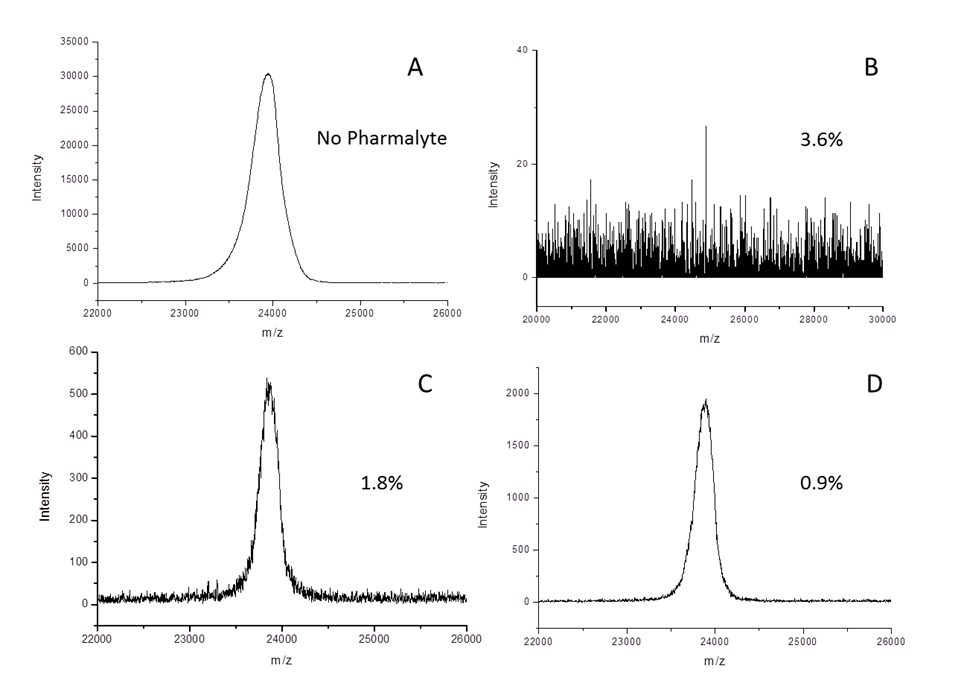 A
No Pharmalyte
35000
30000
25000
20000
15000
10000
5000
0
Intensity
22000 23000 24000 25000 26000
m/z
B
3.6%
40
20
0
Intensity
20000 22000 24000 26000 28000 30000
m/z
C
1.8%
600
500
400
300
200
100
0
Intensity
22000 23000 24000 25000 26000
m/z
D
0.9%
2000
1500
1000
500
0
Intensity
22000 23000 24000 25000 26000
m/z